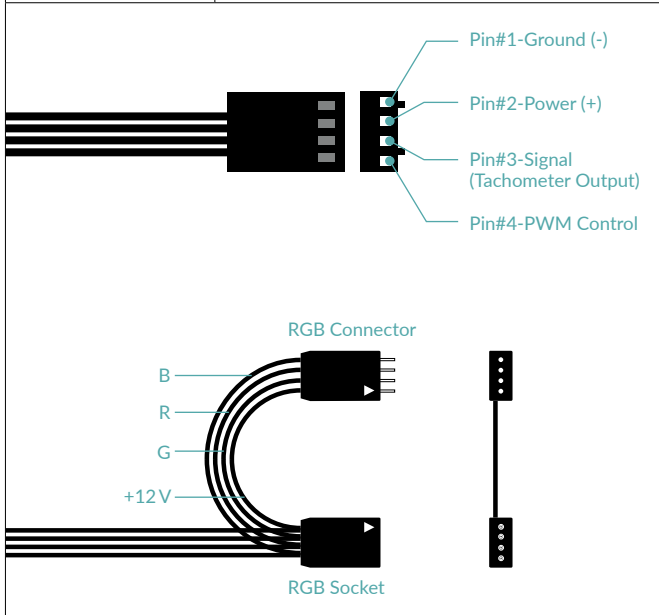 Pin#1-Ground (-)
Pin#2-Power (+)
Pin#3-Signal
(Tachometer Output)
Pin#4-PWM Control
RGB Connector
B
R
G
+12 V
RGB Socket